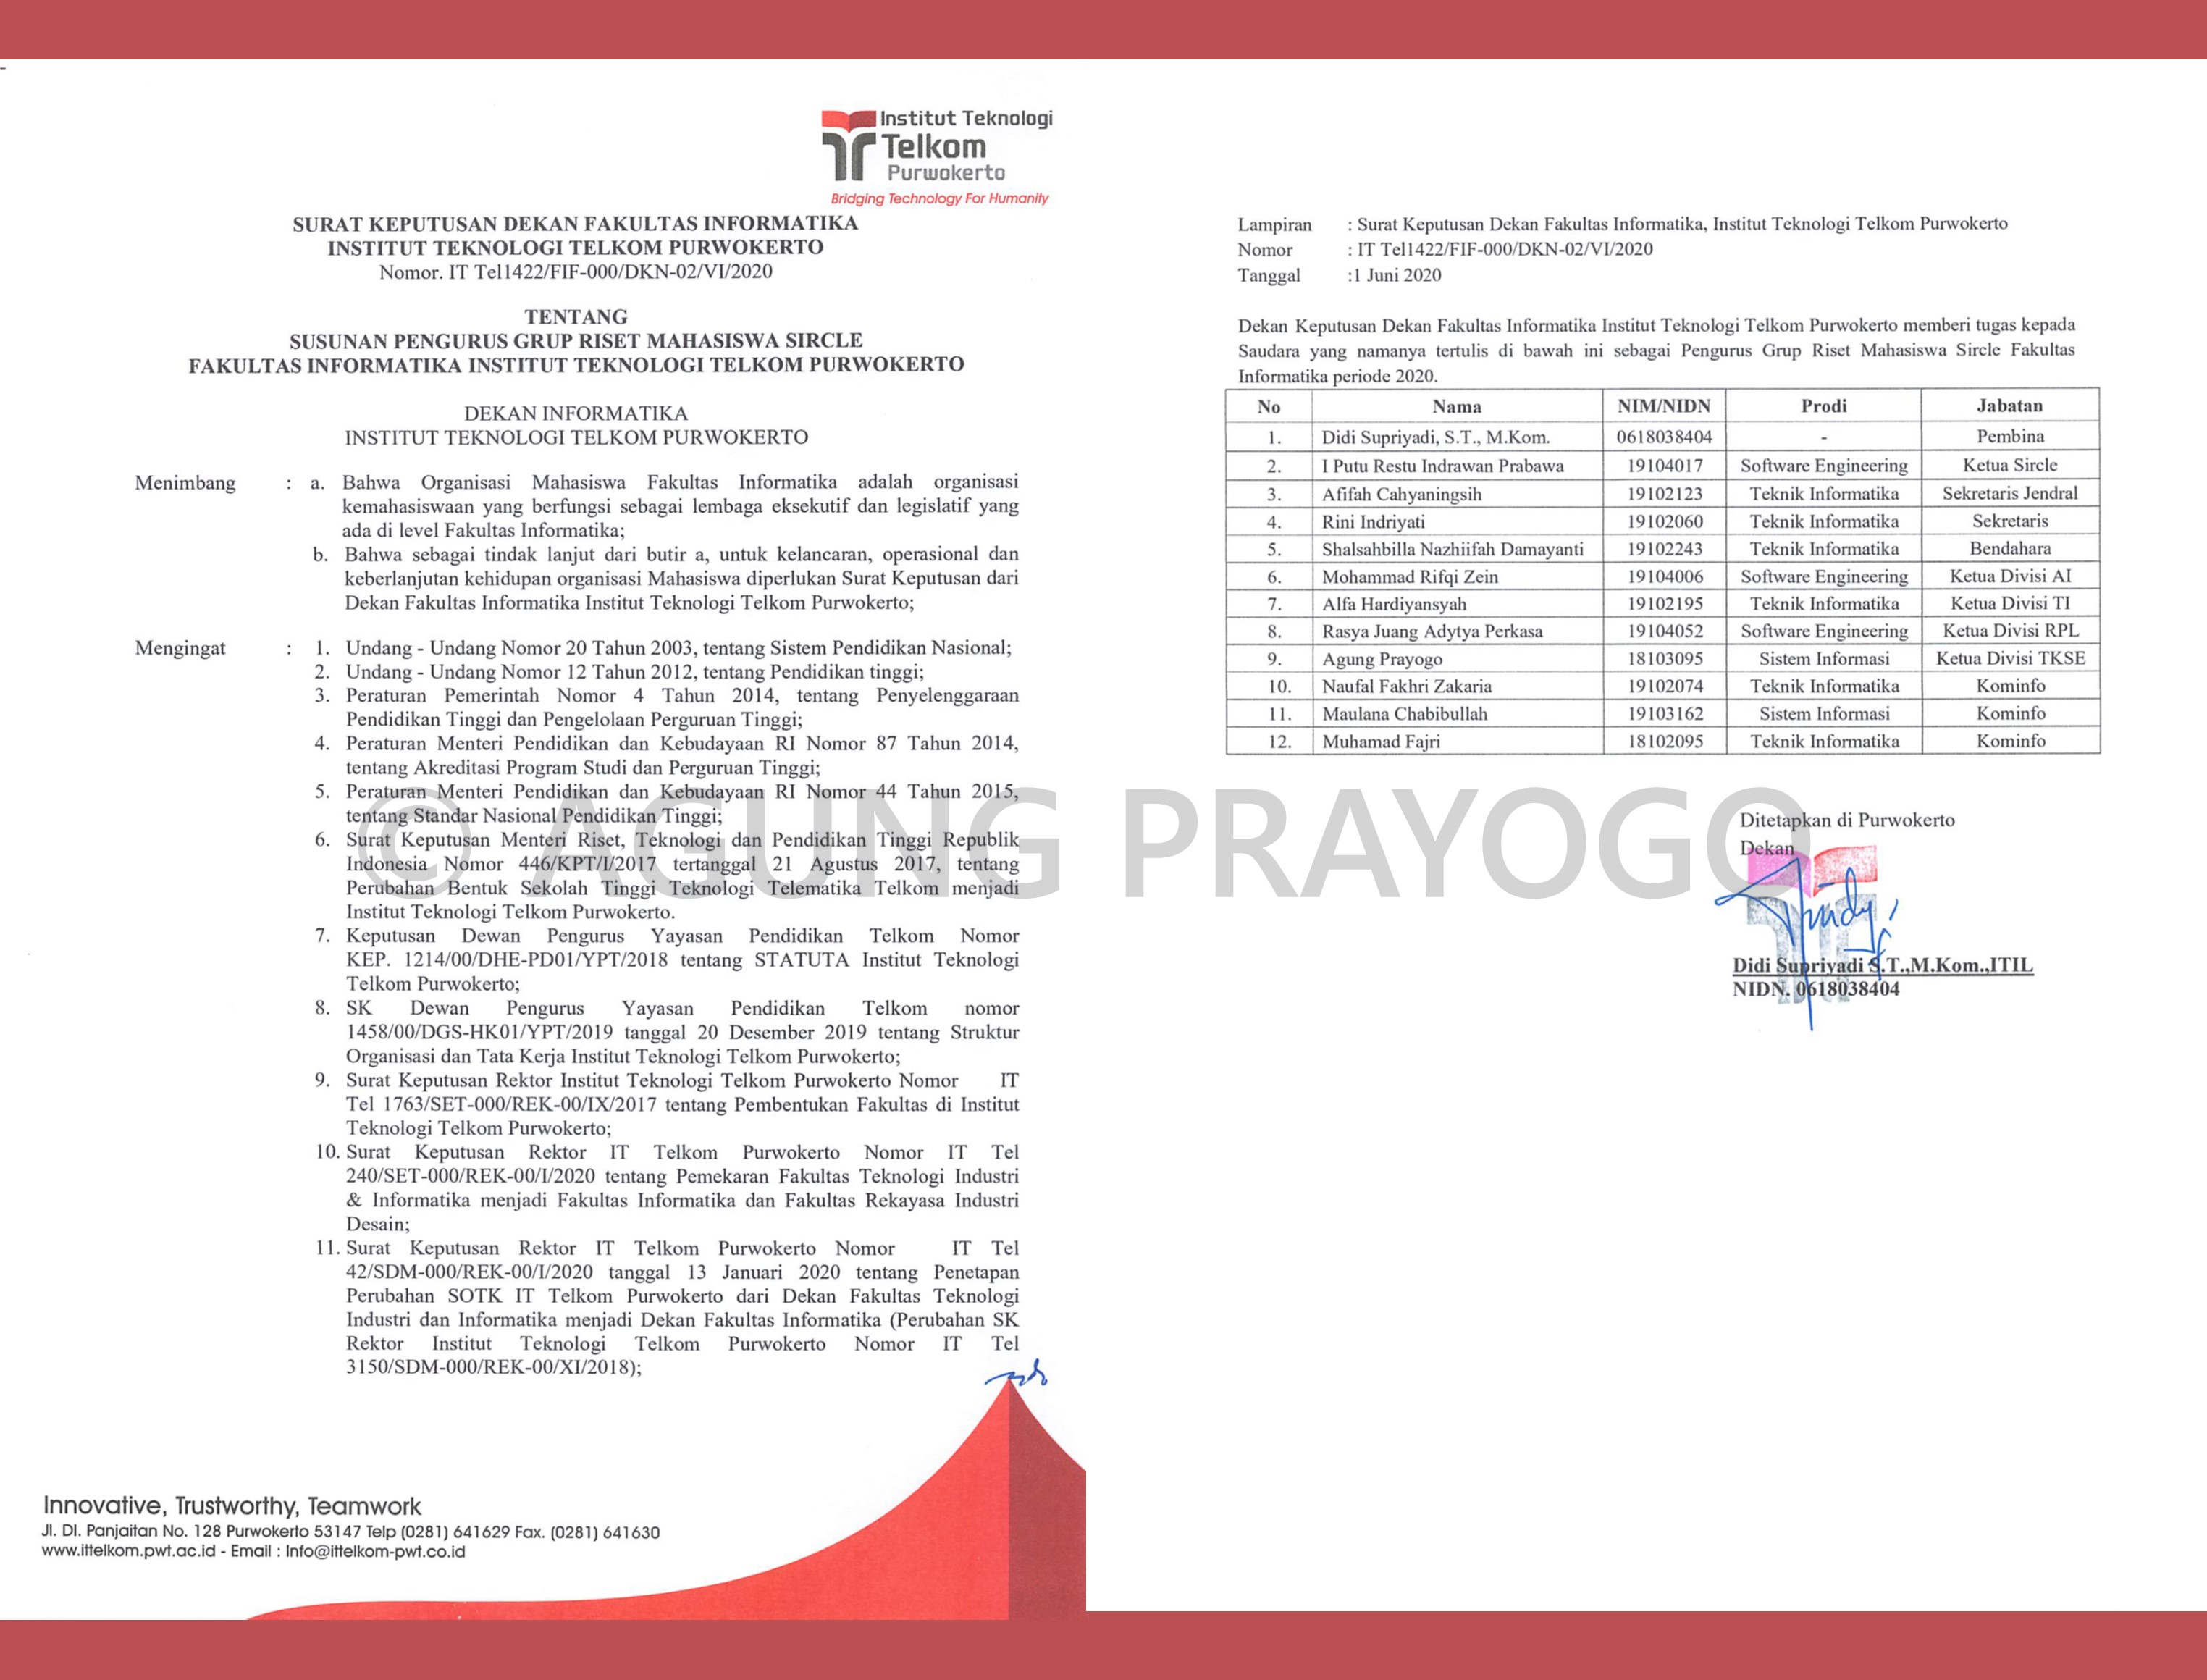 Institut Teknologi
Telkom
Purwokerto
Bridging Technology For Humanity
SURAT KEPUTUSAN DEKAN FAKULTAS INFORMATIKA
INSTITUT TEKNOLOGI TELKOM PURWOKERTO
Nomor. IT Tel1422/FIF-000/DKN-02/VI/2020
TENTANG
SUSUNAN PENGURUS GRUP RISET MAHASISWA SIRCLE
FAKULTAS INFORMATIKA INSTITUT TEKNOLOGI TELKOM PURWOKERTO
DEKAN INFORMATIKA
INSTITUT TEKNOLOGI TELKOM PURWOKERTO
Menimbang : a. Bahwa Organisasi Mahasiswa Fakultas Informatika adalah organisasi
kemahasiswaan yang berfungsi sebagai lembaga eksekutif dan legislatif yang
ada di level Fakultas Informatika;
b. Bahwa sebagai tindak lanjut dari butir a, untuk kelancaran, operasional dan
keberlanjutan kehidupan organisasi Mahasiswa diperlukan Surat Keputusan dari
Dekan Fakultas Informatika Institut Teknologi Telkom Purwokerto;
Mengingat : 1. Undang - Undang Nomor 20 Tahun 2003, tentang Sistem Pendidikan Nasional;
2. Undang - Undang Nomor 12 Tahun 2012, tentang Pendidikan tinggi;
3. Peraturan Pemerintah Nomor 4 Tahun 2014, tentang Penyelenggaraan
Pendidikan Tinggi dan Pengelolaan Perguruan Tinggi;
4. Peraturan Menteri Pendidikan dan Kebudayaan RI Nomor 87 Tahun 2014,
tentang Akreditasi Program Studi dan Perguruan Tinggi;
5. Peraturan Menteri Pendidikan dan Kebudayaan RI Nomor 44 Tahun 2015,
tentang Standar Nasional Pendidikan Tinggi;
6. Surat Keputusan Menteri Riset, Teknologi dan Pendidikan Tinggi Republik
Indonesia Nomor 446/KPT/I/2017 tertanggal 21 Agustus 2017, tentang
Perubahan Bentuk Sekolah Tinggi Teknologi Telematika Telkom menjadi
Institut Teknologi Telkom Purwokerto.
7. Keputusan Dewan Pengurus Yayasan Pendidikan Telkom Nomor
KEP. 1214/00/DHE-PD01/YPT/2018 tentang STATUTA Institut Teknologi
Telkom Purwokerto;
8. SK Dewan Pengurus Yayasan Pendidikan Telkom nomor
1458/00/DGS-HK01/YPT/2019 tanggal 20 Desember 2019 tentang Struktur
Organisasi dan Tata Kerja Institut Teknologi Telkom Purwokerto;
9. Surat Keputusan Rektor Institut Teknologi Telkom Purwokerto Nomor IT
Tel 1763/SET-000/REK-00/IX/2017 tentang Pembentukan Fakultas di Institut
Teknologi Telkom Purwokerto;
10. Surat Keputusan Rektor IT Telkom Purwokerto Nomor IT Tel
240/SET-000/REK-00/I/2020 tentang Pemekaran Fakultas Teknologi Industri
& Informatika menjadi Fakultas Informatika dan Fakultas Rekayasa Industri
Desain;
11. Surat Keputusan Rektor IT Telkom Purwokerto Nomor IT Tel
42/SDM-000/REK-00/I/2020 tanggal 13 Januari 2020 tentang Penetapan
Perubahan SOTK IT Telkom Purwokerto dari Dekan Fakultas Teknologi
Industri dan Informatika menjadi Dekan Fakultas Informatika (Perubahan SK
Rektor Institut Teknologi Telkom Purwokerto Nomor IT Tel
3150/SDM-000/REK-00/XI/2018);
Innovative, Trustworthy, Teamwork
Jl. DI. Panjaitan No. 128 Purwokerto 53147 Telp (0281) 641629 Fax. (0281) 641630
www.ittelkom.pwt.ac.id - Email : Info@ittelkom-pwt.co.id
Lampiran : Surat Keputusan Dekan Fakultas Informatika, Institut Teknologi Telkom Purwokerto
Nomor : IT Tel1422/FIF-000/DKN-02/VI/2020
Tanggal :1 Juni 2020
Dekan Keputusan Dekan Fakultas Informatika Institut Teknologi Telkom Purwokerto memberi tugas kepada
Saudara yang namanya tertulis di bawah ini sebagai Pengurus Grup Riset Mahasiswa Sircle Fakultas
Informatika periode 2020.
No Nama NIM/NIDN Prodi Jabatan
1. Didi Supriyadi, S.T., M.Kom. 0618038404 - Pembina
2. I Putu Restu Indrawan Prabawa 19104017 Software Engineering Ketua Sircle
3. Afifah Cahyaningsih 19102123 Teknik Informatika Sekretaris Jendral
4. Rini Indriyati 19102060 Teknik Informatika Sekretaris
5. Shalsahbilla Nazhiifah Damayanti 19102243 Teknik Informatika Bendahara
6. Mohammad Rifqi Zein 19104006 Software Engineering Ketua Divisi AI
7. Alfa Hardiyansyah 19102195 Teknik Informatika Ketua Divisi TI
8. Rasya Juang Adytya Perkasa 19104052 Software Engineering Ketua Divisi RPL
9. Agung Prayogo 18103095 Sistem Informasi Ketua Divisi TKSE
10. Naufal Fakhri Zakaria 19102074 Teknik Informatika Kominfo
11. Maulana Chabibullah 19103162 Sistem Informasi Kominfo
12. Muhamad Fajri 18102095 Teknik Informatika Kominfo
Ditetapkan di Purwokerto
Dekan
Didi Supriyadi S.T.,M.Kom.,ITIL
NIDN. 0618038404
© AGUNG PRAYOGO